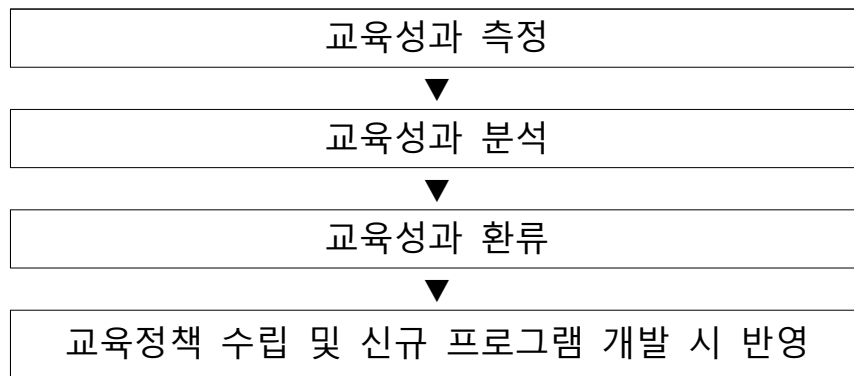 교육성과 측정
▼
교육성과 분석
▼
교육성과 환류
▼
교육정책 수립 및 신규 프로그램 개발 시 반영